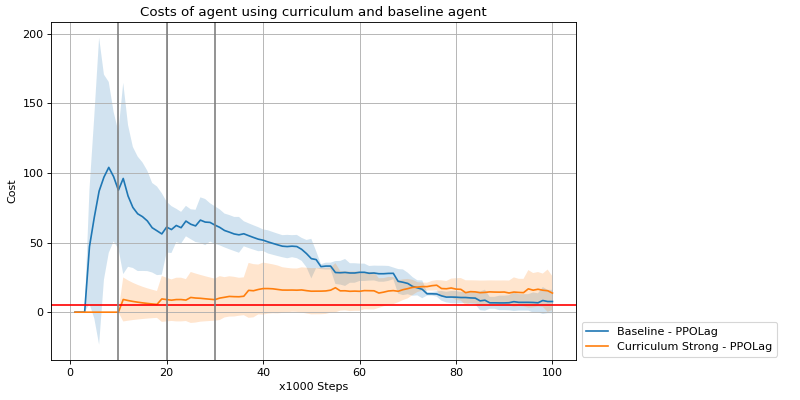 Costs of agent using curriculum and baseline agent
200
150
100
50
0
Cost
0 20 40 60 80 100
x1000 Steps
Baseline - PPOLag
Curriculum Strong - PPOLag